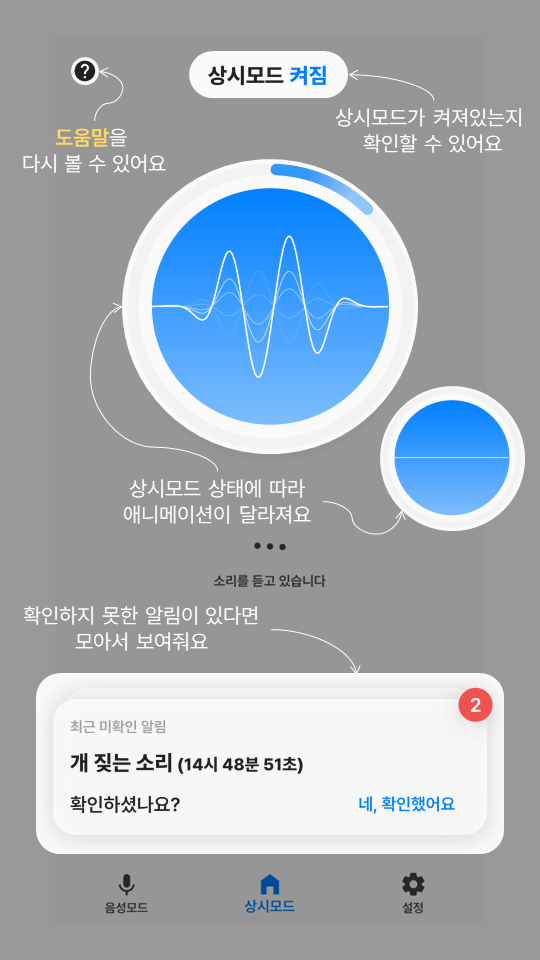 ?
상시모드 켜짐
상시모드가 켜져있는지
확인할 수 있어요
도움말을
다시 볼 수 있어요
상시모드 상태에 따라
애니메이션이 달라져요
소리를 듣고 있습니다
확인하지 못한 알림이 있다면
모아서 보여줘요
2
최근 미확인 알림
개 짖는 소리 (14시 48분 51초)
확인하셨나요?
네, 확인했어요
음성모드
상시모드
설정